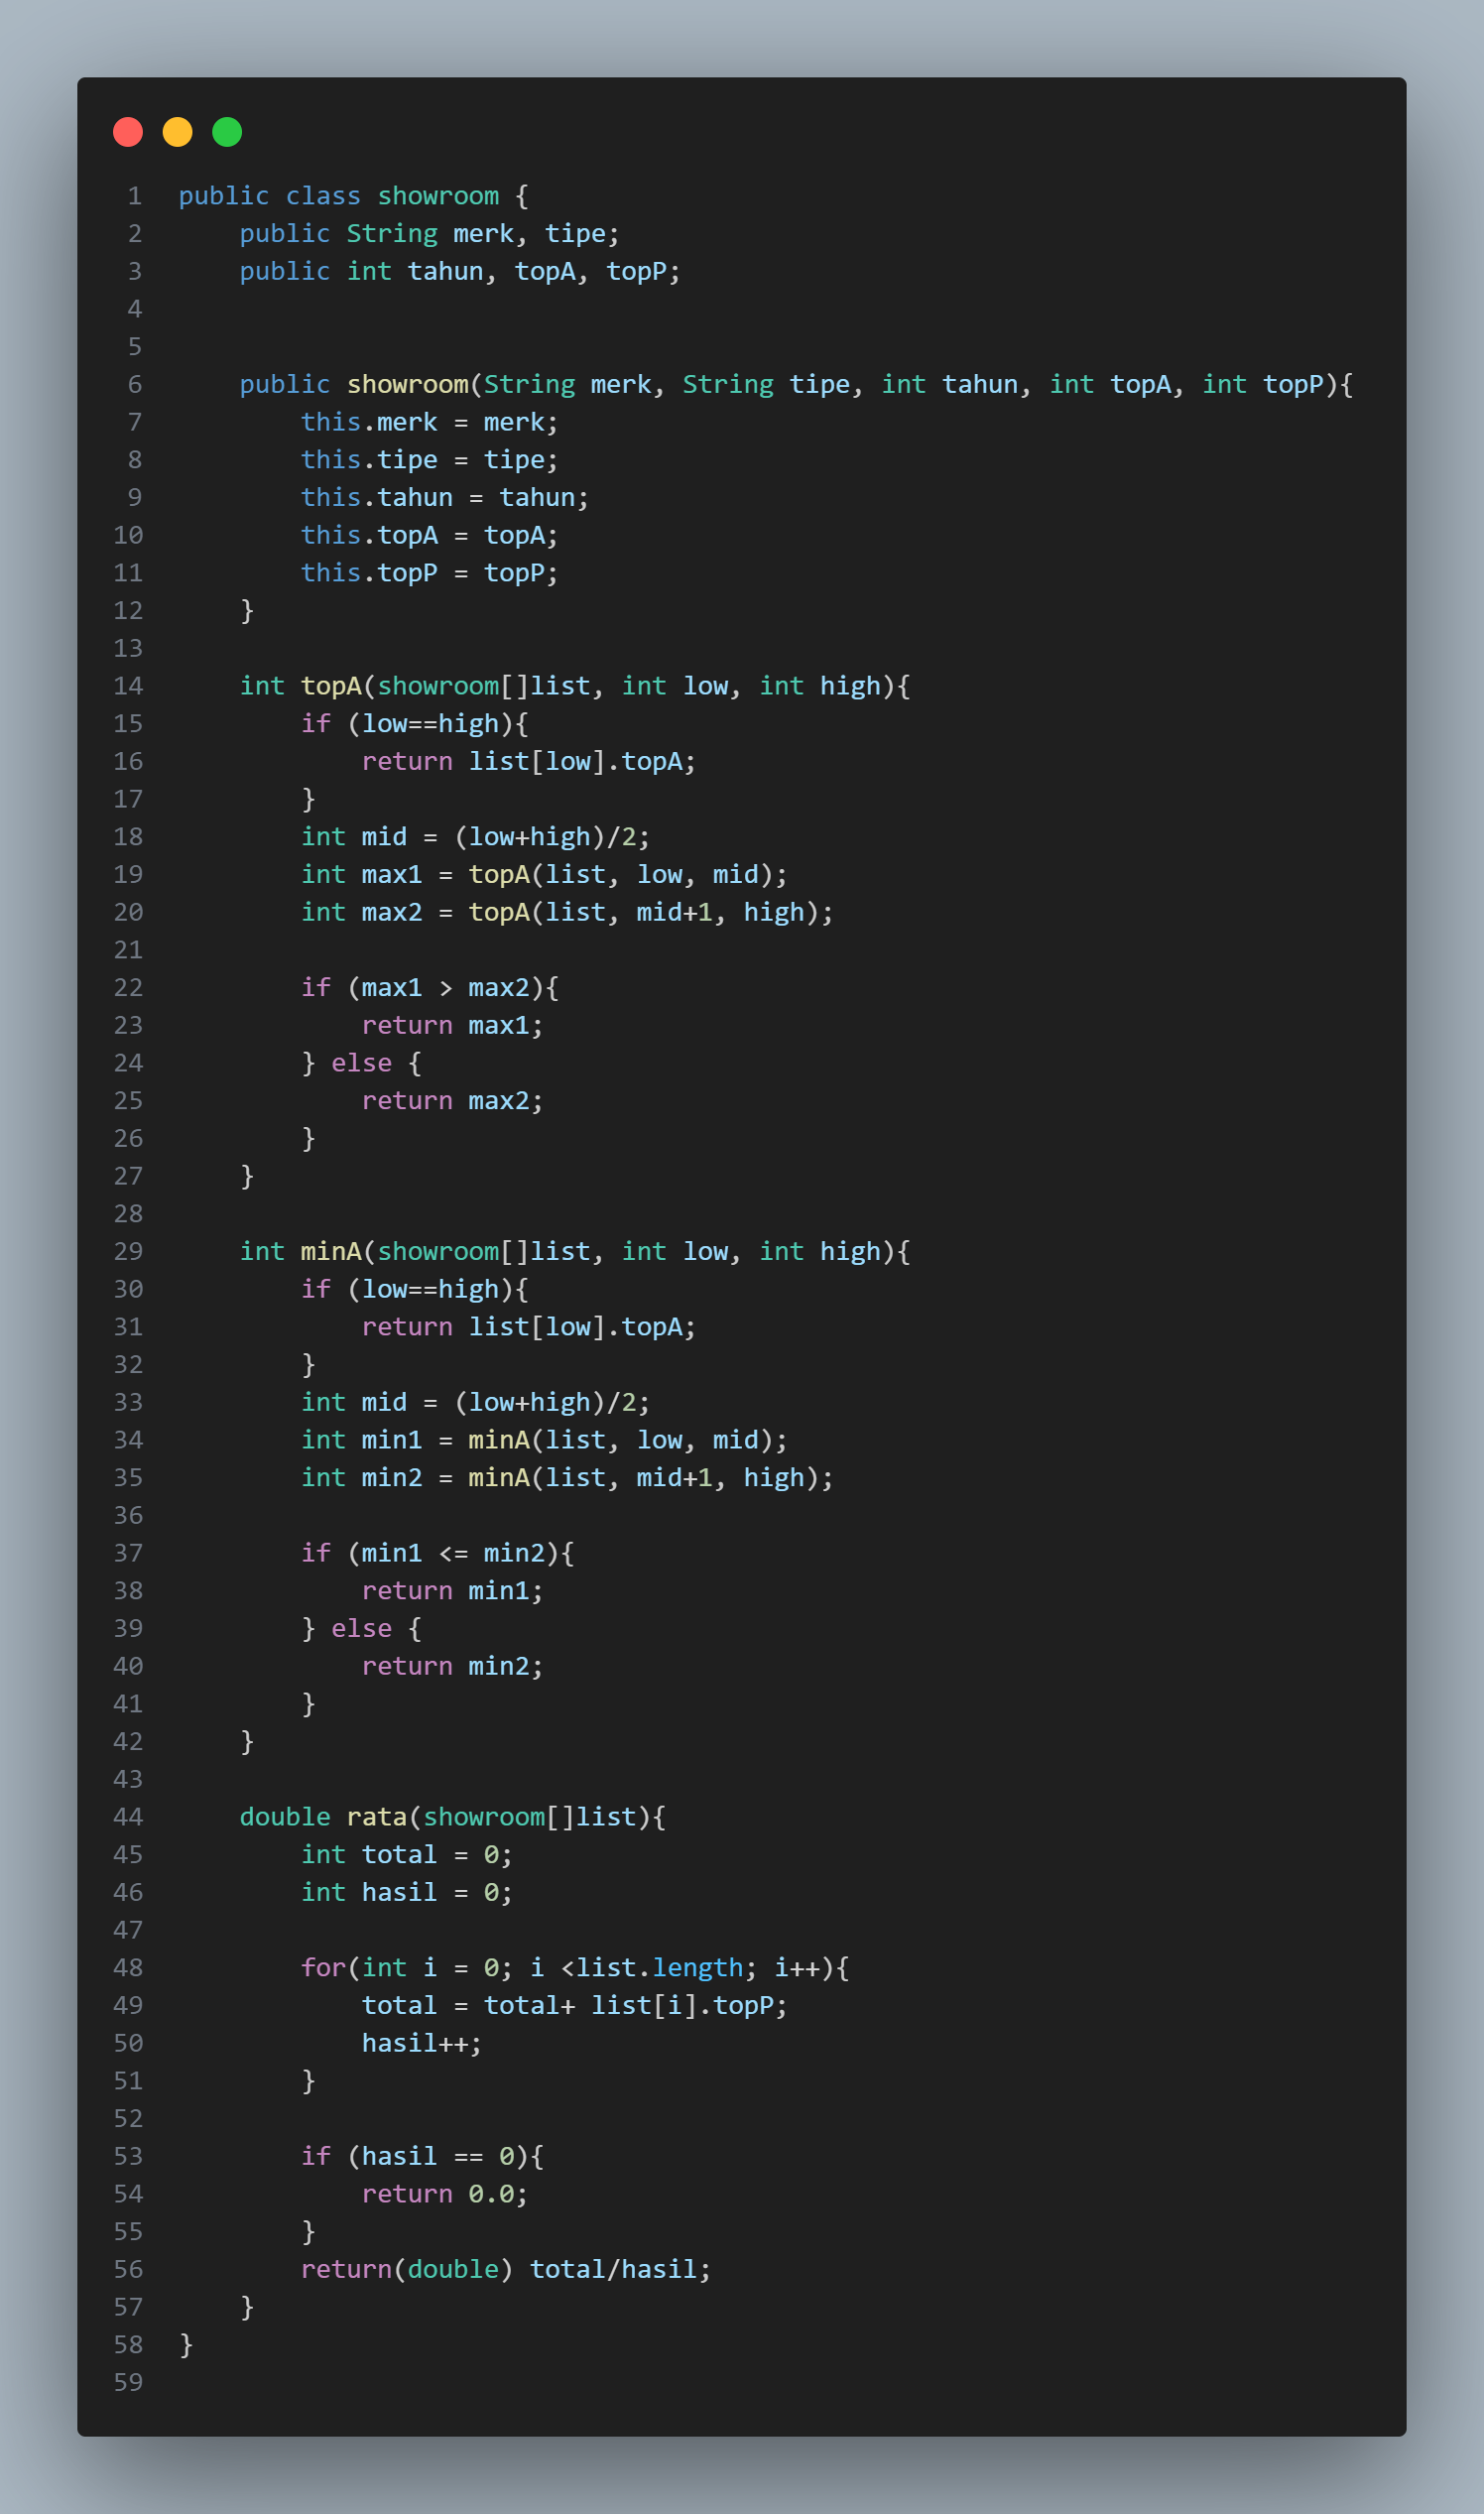 1 public class showroom {
2     public String merk, tipe;
3     public int tahun, topA, topP;
4
5
6     public showroom(String merk, String tipe, int tahun, int topA, int topP){
7         this.merk = merk;
8         this.tipe = tipe;
9         this.tahun = tahun;
10         this.topA = topA;
11         this.topP = topP;
12     }
13
14     int topA(showroom[]list, int low, int high){
15         if (low==high){
16             return list[low].topA;
17         }
18         int mid = (low+high)/2;
19         int max1 = topA(list, low, mid);
20         int max2 = topA(list, mid+1, high);
21
22         if (max1 > max2){
23             return max1;
24         } else {
25             return max2;
26         }
27     }
28
29     int minA(showroom[]list, int low, int high){
30         if (low==high){
31             return list[low].topA;
32         }
33         int mid = (low+high)/2;
34         int min1 = minA(list, low, mid);
35         int min2 = minA(list, mid+1, high);
36
37         if (min1 <= min2){
38             return min1;
39         } else {
40             return min2;
41         }
42     }
43
44     double rata(showroom[]list){
45         int total = 0;
46         int hasil = 0;
47
48         for(int i = 0; i <list.length; i++){
49             total = total+ list[i].topP;
50             hasil++;
51         }
52
53         if (hasil == 0){
54             return 0.0;
55         }
56         return(double) total/hasil;
57     }
58 }
59